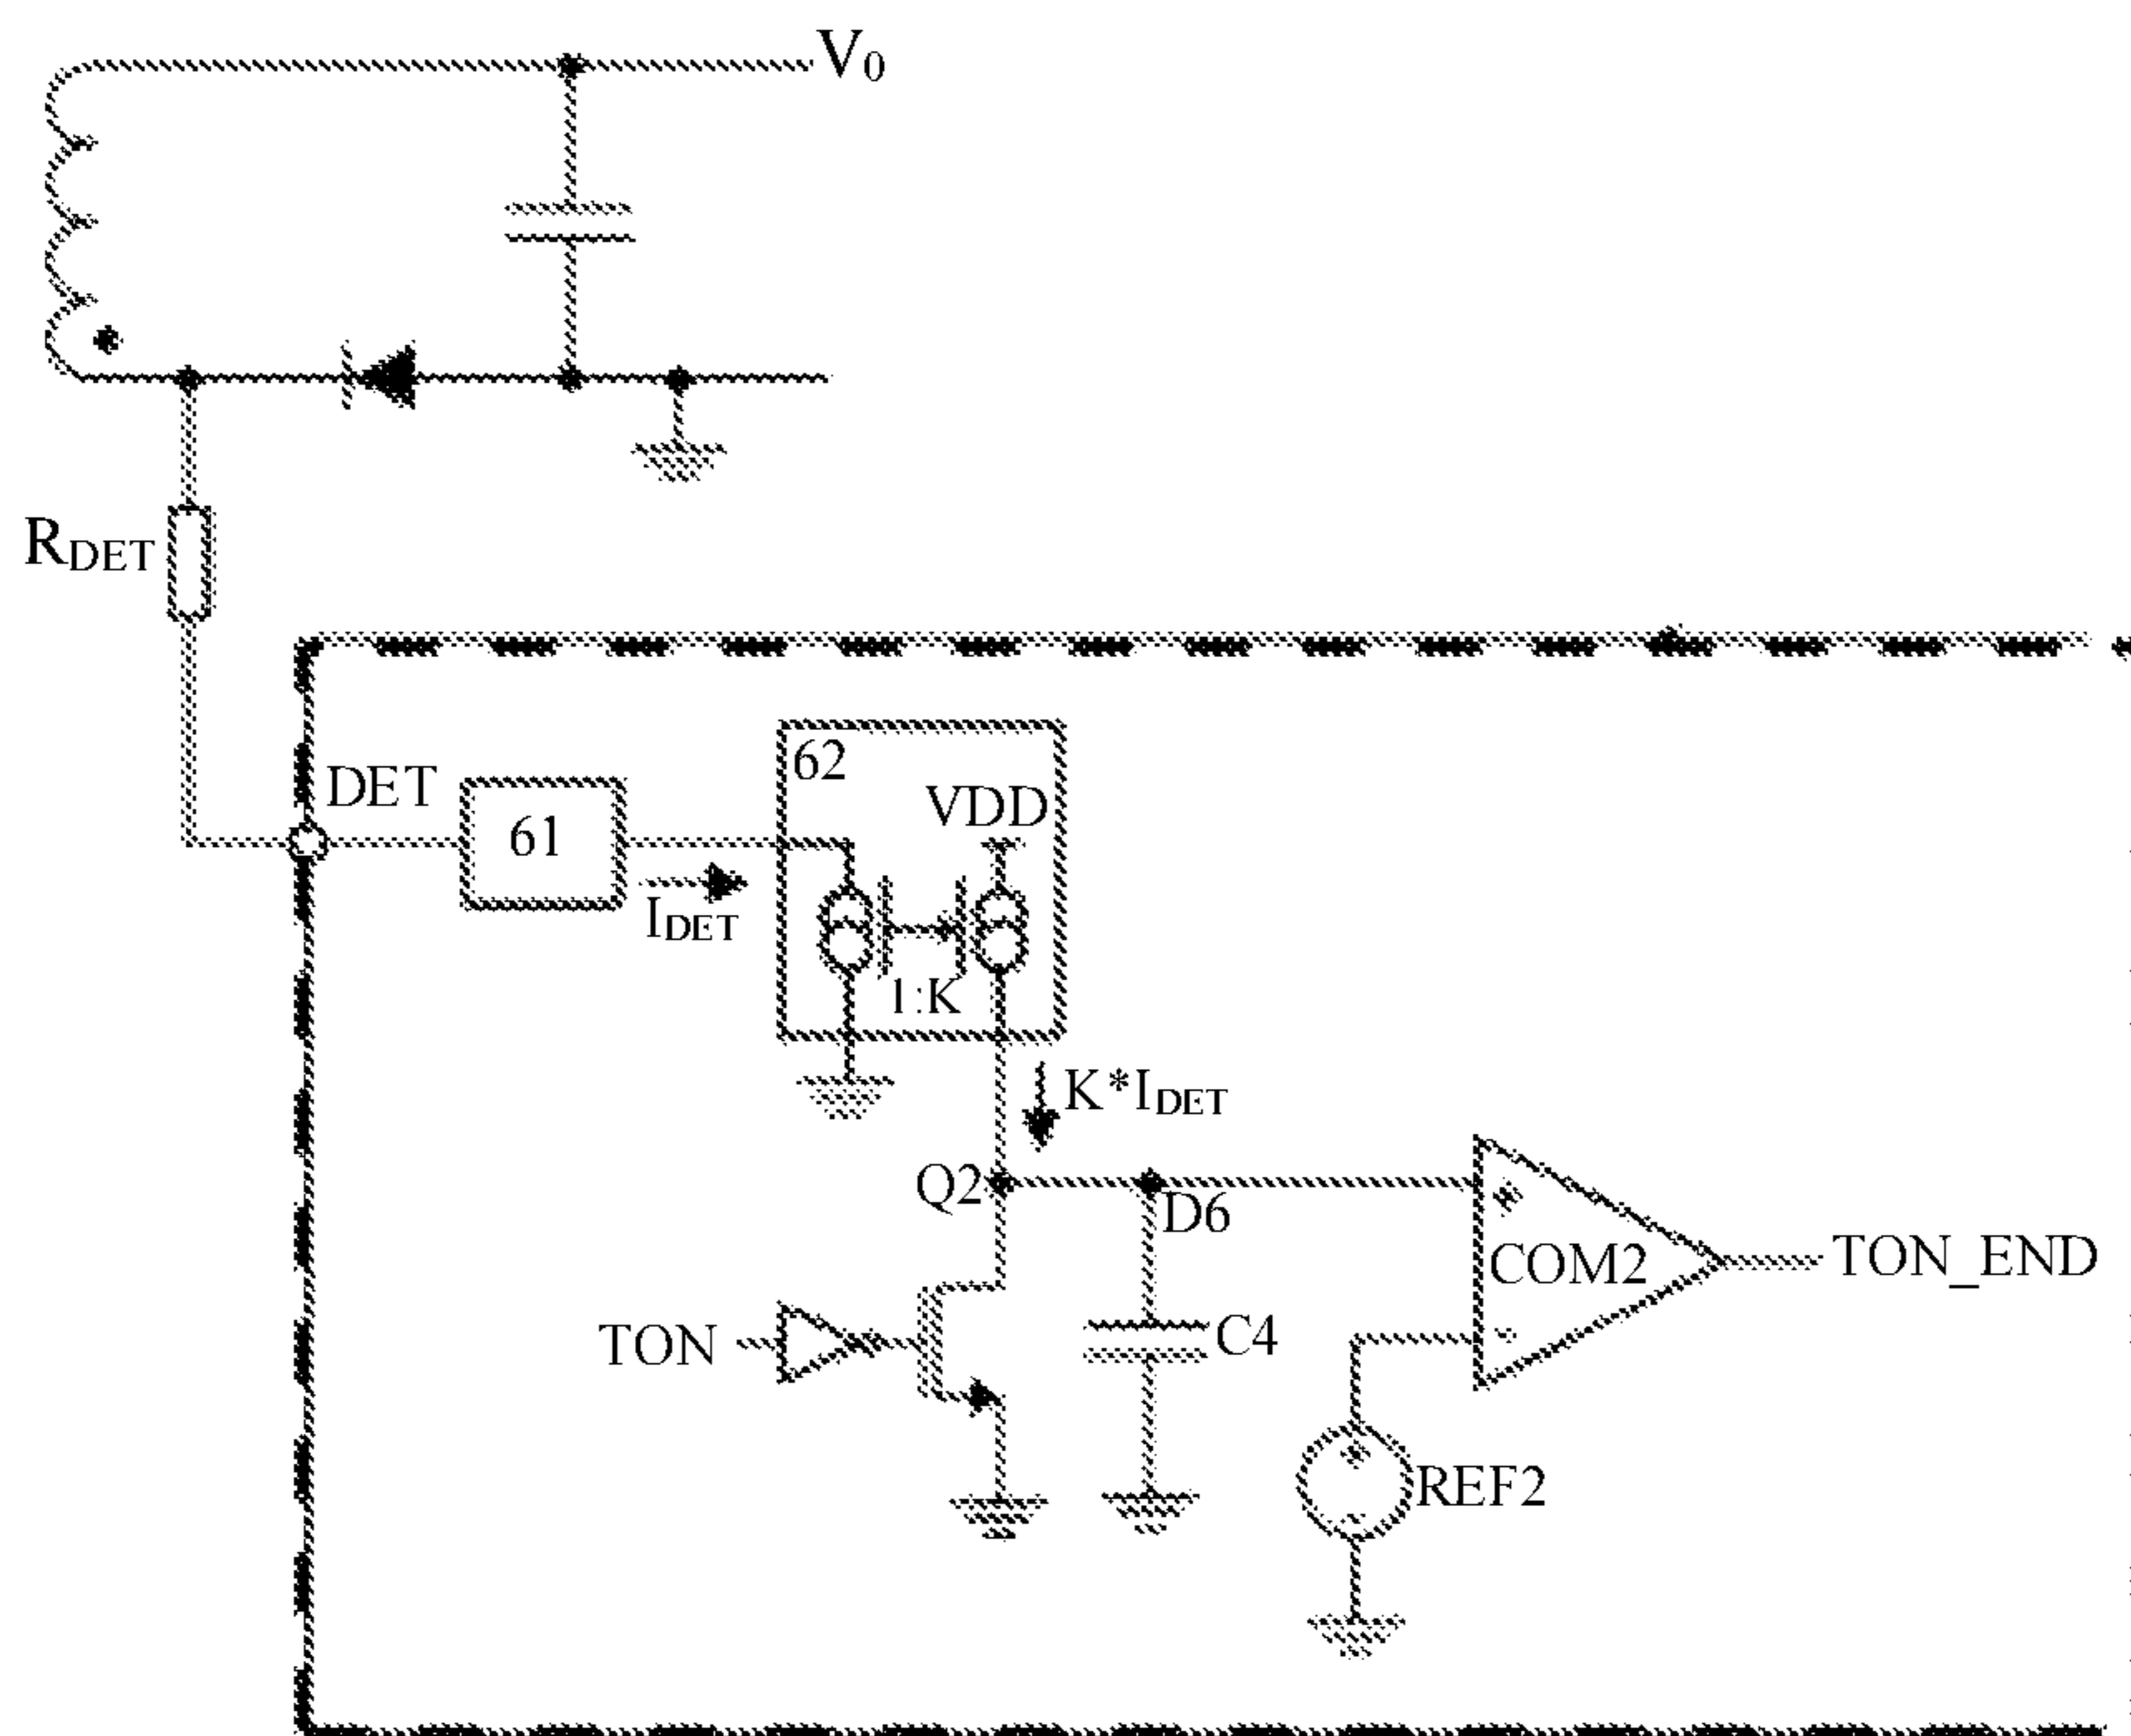 V0
RDET
DET
61
62
VDD
IDET
1:K
K*IDET
Q2
D6
TON
C4
COM2
TON_END
REF2